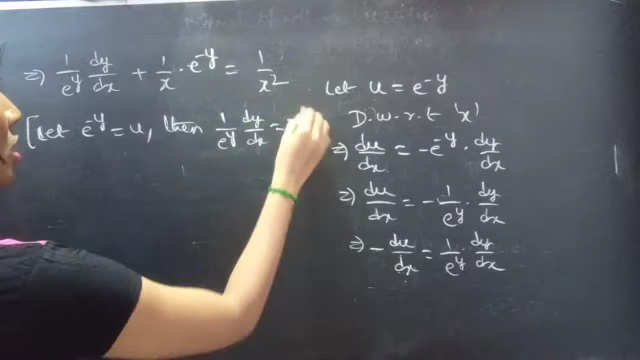 ⇒ 1/e^y dy/dx + 1/x · e^-y = 1/x²
[Let e^-y = u, then 1/e^y dy/dx =
Let u = e^-y
D.w.r.t 'x'
⇒ du/dx = -e^-y · dy/dx
⇒ du/dx = -1/e^y · dy/dx
⇒ -du/dx = 1/e^y · dy/dx